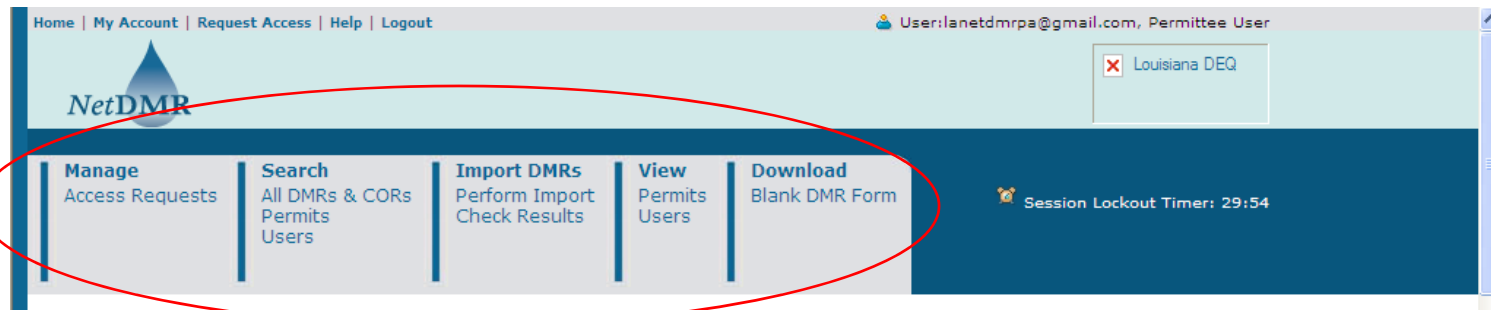 Home | My Account | Request Access | Help | Logout
User:lanetdmrpa@gmail.com, Permittee User
Louisiana DEQ
NetDMR
Manage
Access Requests
Search
All DMRs & CORs
Permits
Users
Import DMRs
Perform Import
Check Results
View
Permits
Users
Download
Blank DMR Form
Session Lockout Timer: 29:54